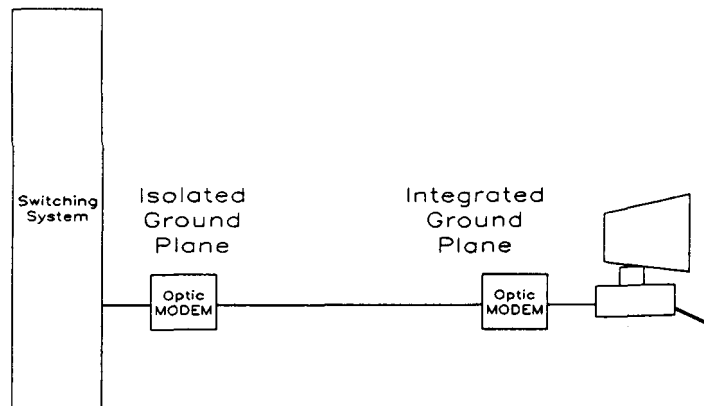 Switching
System
Isolated
Ground
Plane
Optic
MODEM
Integrated
Ground
Plane
Optic
MODEM